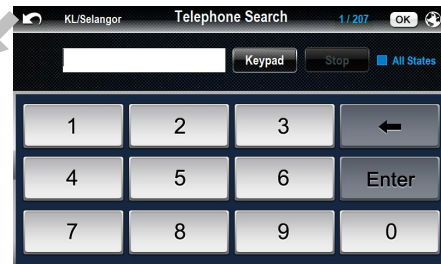 KL/Selangor Telephone Search 1 / 207 OK
Keypad Stop All States
1 2 3
4 5 6 Enter
7 8 9 0